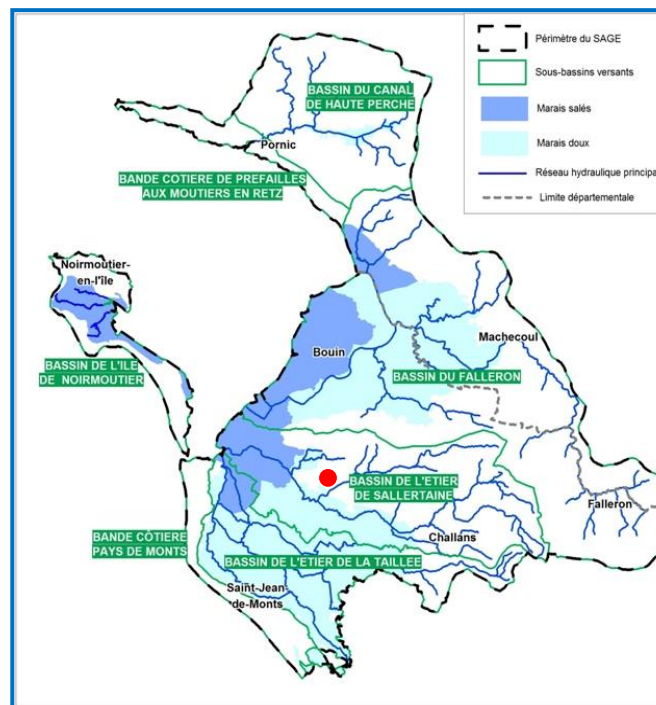 Périmètre du SAGE
Sous-bassins versants
Marais salés
Marais doux
Réseau hydraulique principa
Limite départementale
BASSIN DU CANAL
DE HAUTE PERCHE
Pornic
BANDE COTIERE DE PREFAILLES
AUX MOUTIERS EN RETZ
Noirmoutier-
en-l'île
BASSIN DE L'ILE
DE NOIRMOUTIER
Bouin
Machecoul
BASSIN DU FALLERON
BASSIN DE L'ETIER
DE SALLERTAINE
Falleron
Challans
BANDE CÔTIERE
PAYS DE MONTS
BASSIN DE L'ETIER DE LA TAILLEE
Saint-Jean-
de-Monts